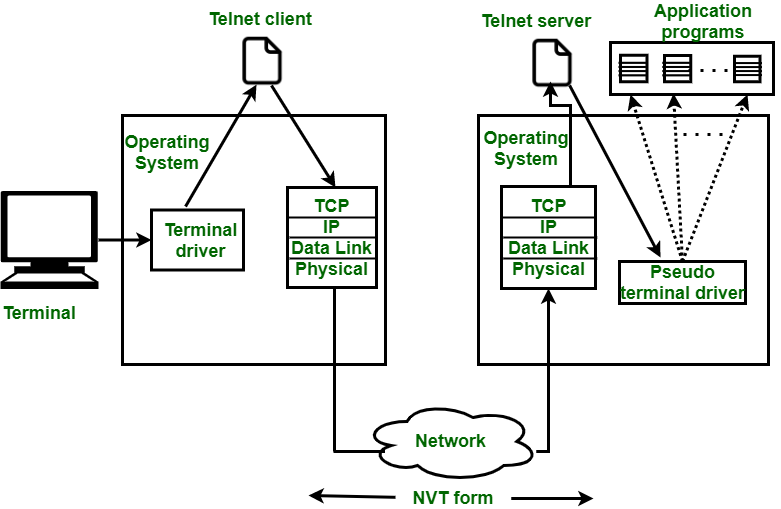 Telnet client
Operating
System
Terminal
driver
TCP
IP
Data Link
Physical
Terminal
Telnet server
Application
programs
Operating
System
TCP
IP
Data Link
Physical
Pseudo
terminal driver
Network
NVT form